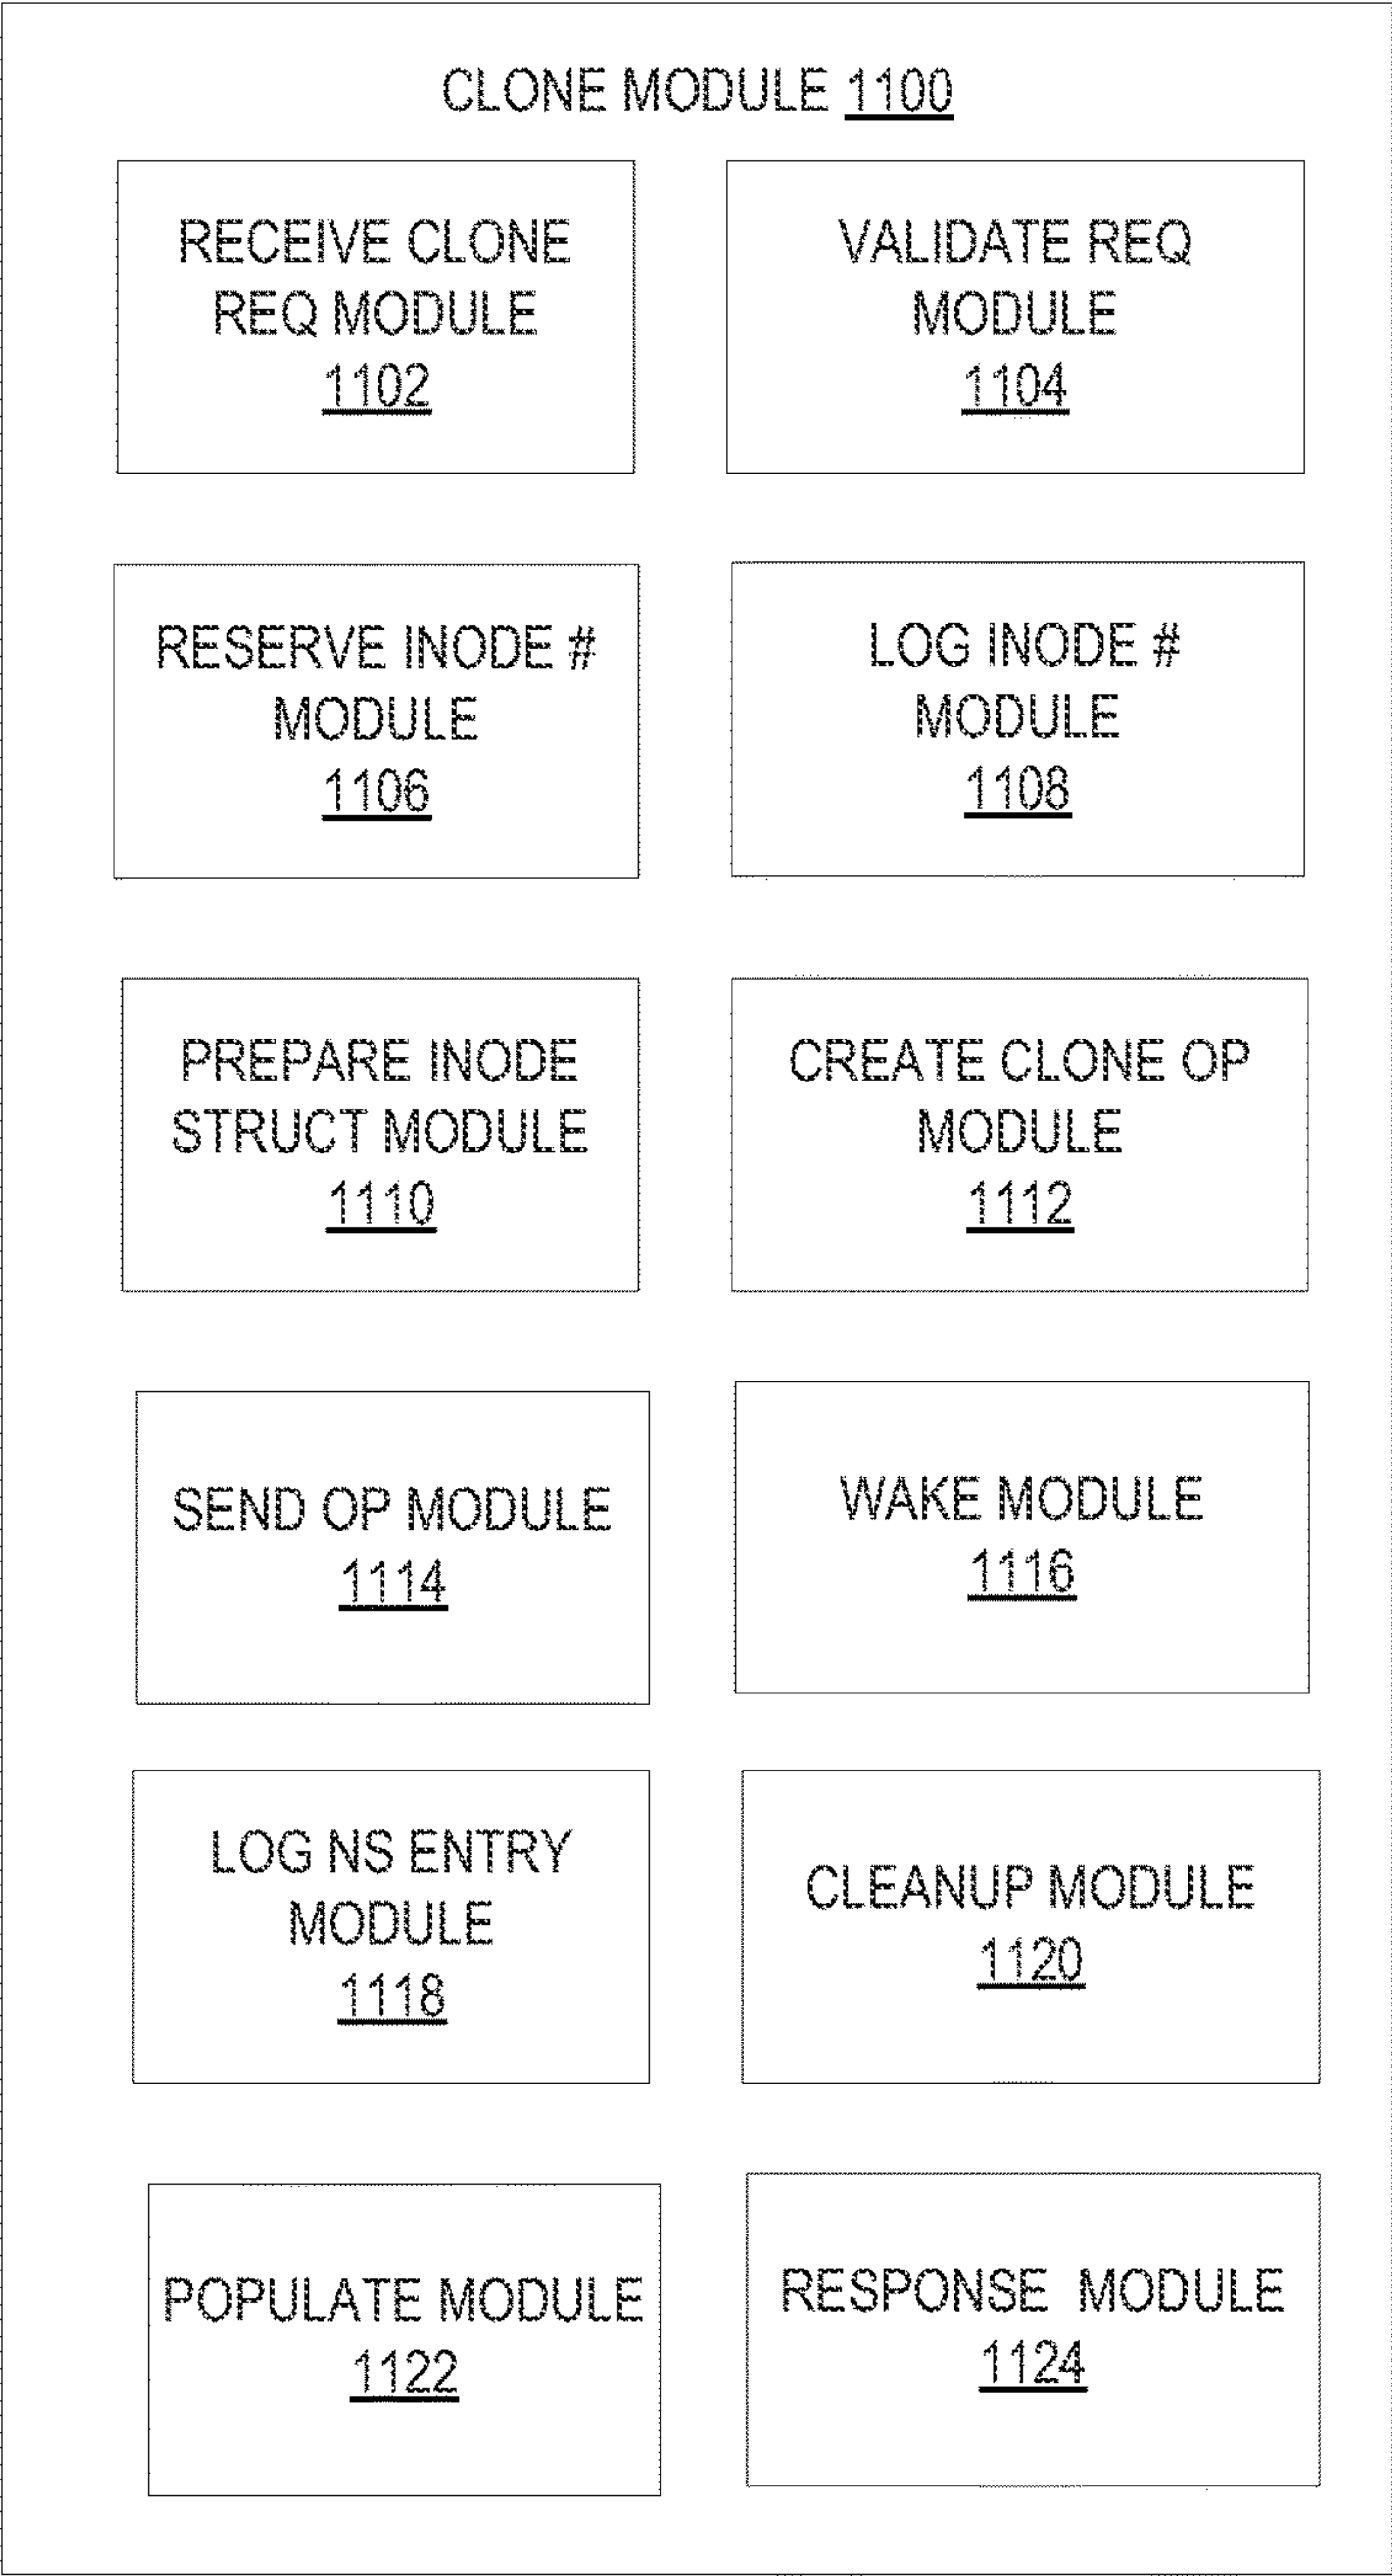 CLONE MODULE 1100
RECEIVE CLONE
REQ MODULE
1102
VALIDATE REQ
MODULE
1104
RESERVE INODE #
MODULE
1106
LOG INODE #
MODULE
1108
PREPARE INODE
STRUCT MODULE
1110
CREATE CLONE OP
MODULE
1112
SEND OP MODULE
1114
WAKE MODULE
1116
LOG NS ENTRY
MODULE
1118
CLEANUP MODULE
1120
POPULATE MODULE
1122
RESPONSE MODULE
1124